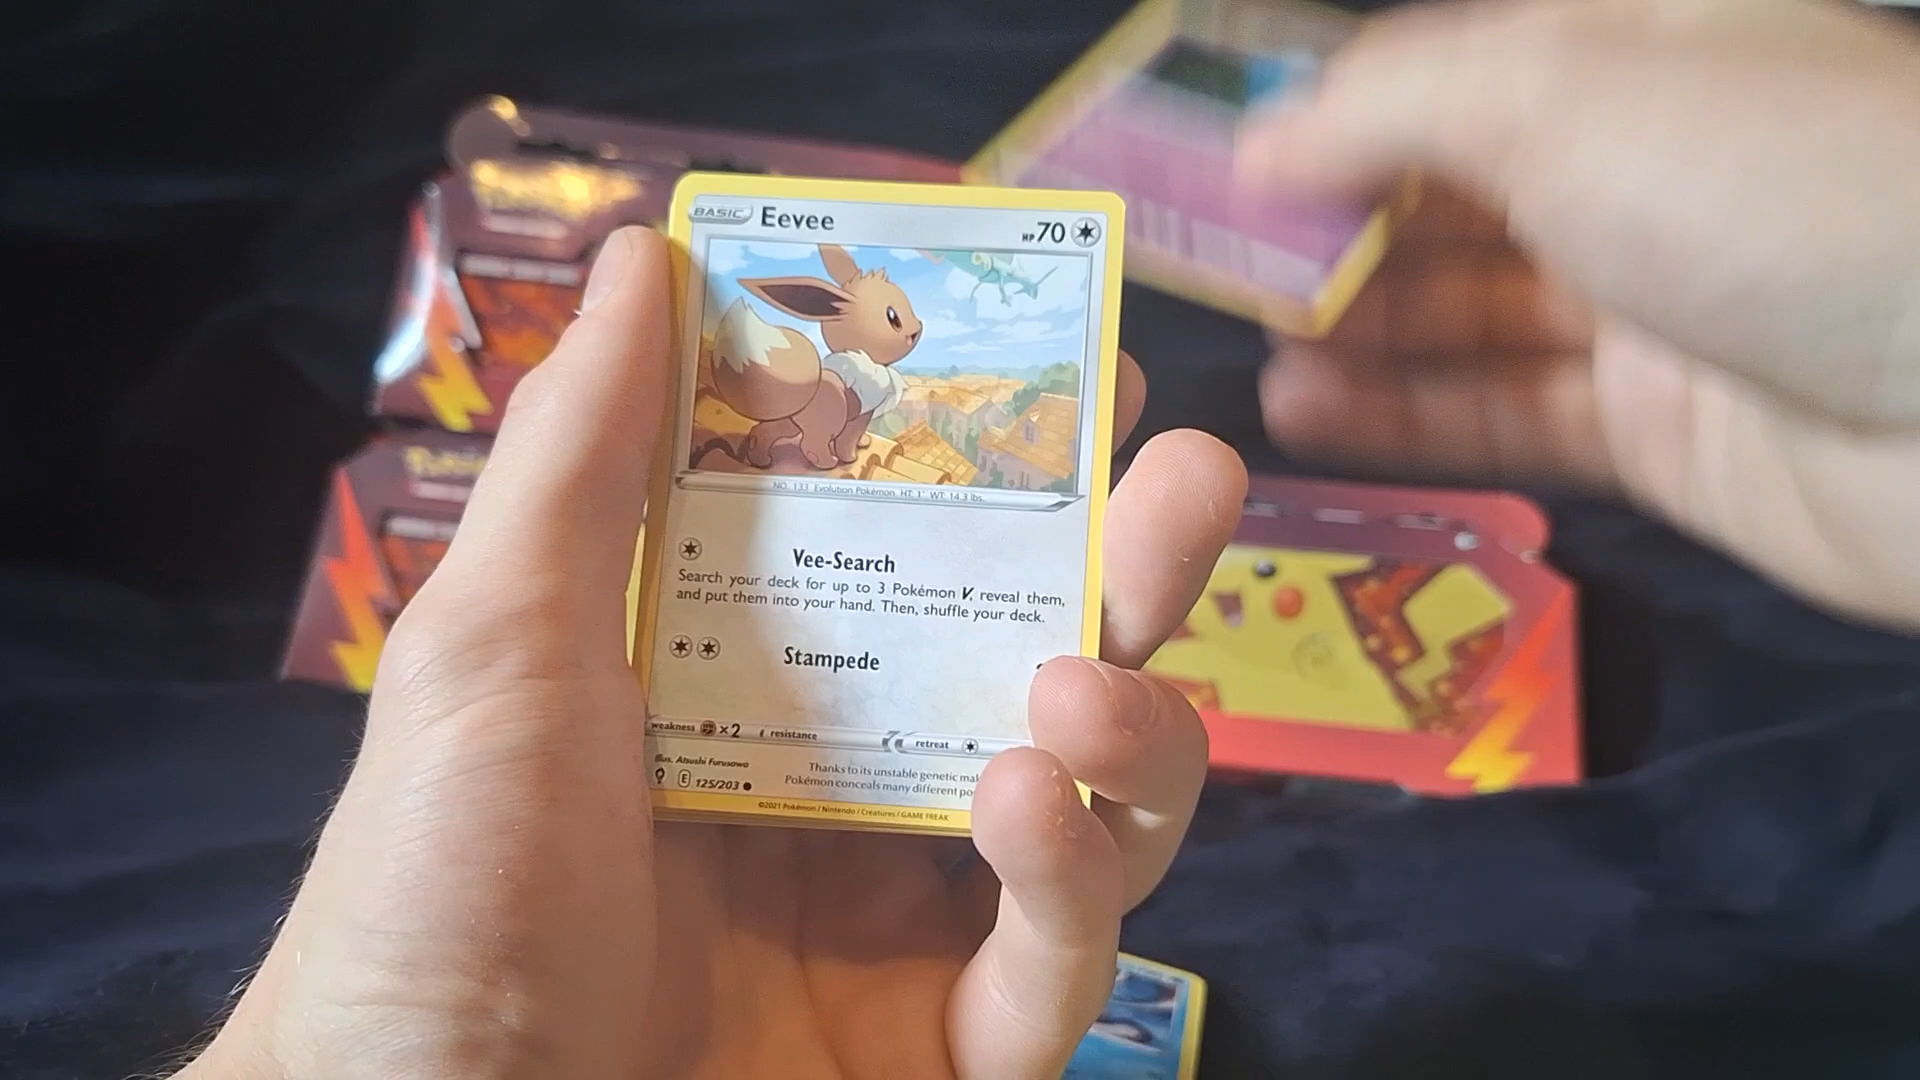 BASIC Eevee HP 70
NO. 133 Evolution Pokémon HT: 1' WT: 14.3 lbs.
Vee-Search
Search your deck for up to 3 Pokémon V, reveal them,
and put them into your hand. Then, shuffle your deck.
Stampede
weakness ×2 resistance retreat
Illus. Atsushi Furusawa
Thanks to its unstable genetic
E 125/203
Pokémon conceals many different
©2021 Pokémon / Nintendo / Creatures / GAME FREAK